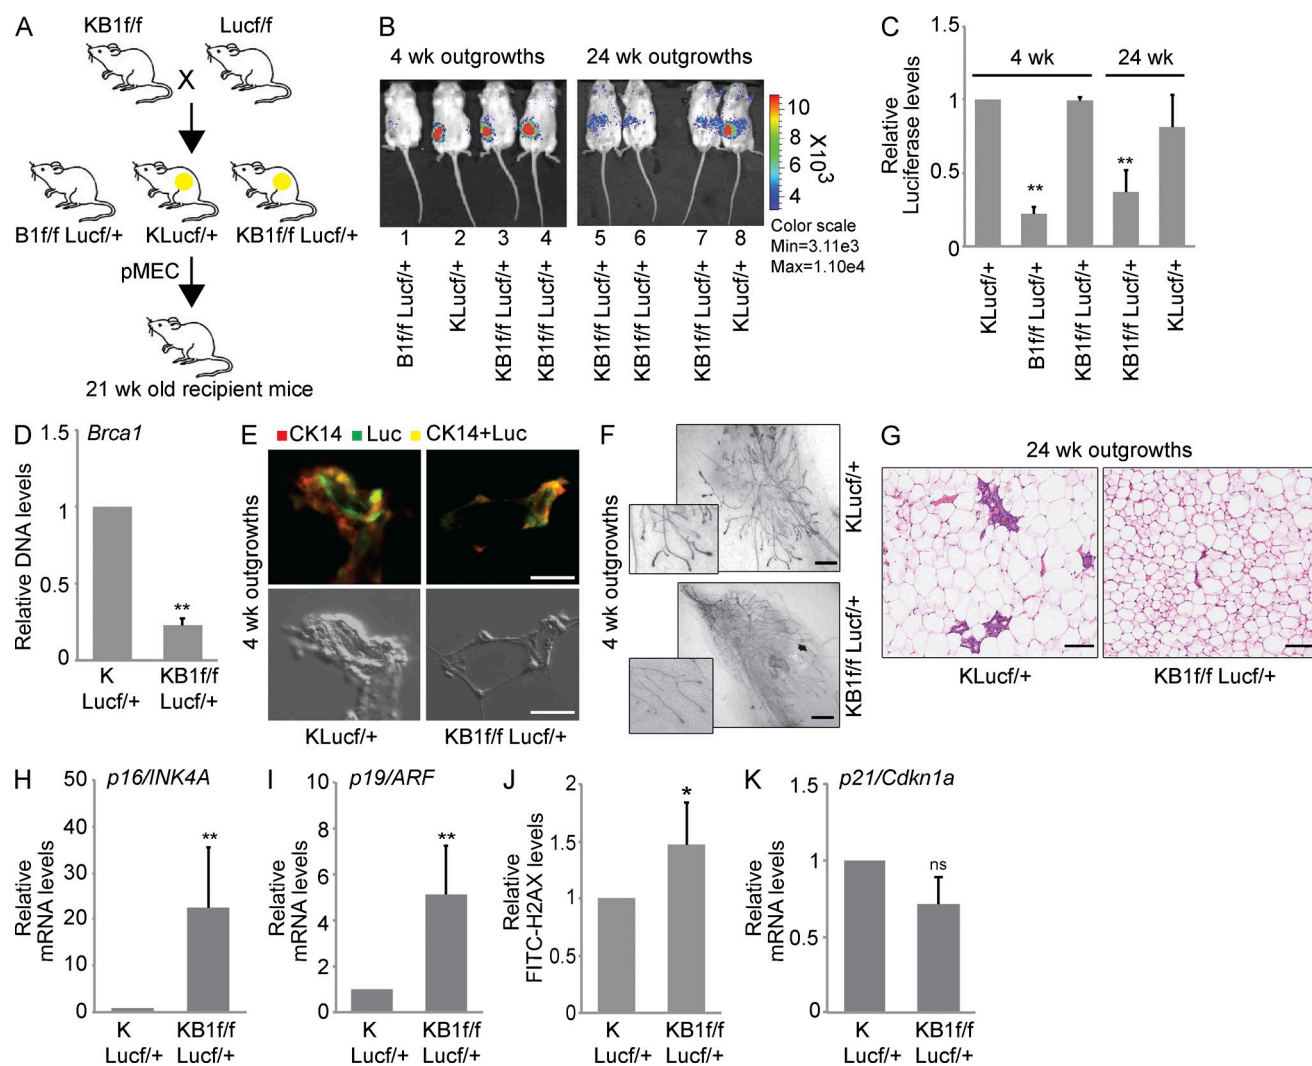 A
KB1f/f
Lucf/f
X
B1f/f Lucf/+
KLucf/+
KB1f/f Lucf/+
pMEC
21 wk old recipient mice
B
4 wk outgrowths
24 wk outgrowths
10
8
6
4
X10³
Color scale
Min=3.11e3
Max=1.10e4
1
2
3
4
5
6
7
8
B1f/f Lucf/+
KLucf/+
KB1f/f Lucf/+
KB1f/f Lucf/+
KB1f/f Lucf/+
KB1f/f Lucf/+
KB1f/f Lucf/+
KLucf/+
C
Relative
Luciferase levels
1.5
1
0.5
0
4 wk
24 wk
**
**
KLucf/+
B1f/f Lucf/+
KB1f/f Lucf/+
KB1f/f Lucf/+
KLucf/+
D
Brca1
Relative DNA levels
1.5
1
0.5
0
**
K
Lucf/+
KB1f/f
Lucf/+
E
CK14
Luc
CK14+Luc
4 wk outgrowths
KLucf/+
KB1f/f Lucf/+
F
4 wk outgrowths
KLucf/+
KB1f/f Lucf/+
G
24 wk outgrowths
KLucf/+
KB1f/f Lucf/+
H
p16/INK4A
Relative
mRNA levels
50
40
30
20
10
0
**
K
Lucf/+
KB1f/f
Lucf/+
I
p19/ARF
Relative
mRNA levels
10
8
6
4
2
0
**
K
Lucf/+
KB1f/f
Lucf/+
J
Relative
FITC-H2AX levels
2
1.5
1
0.5
0
*
K
Lucf/+
KB1f/f
Lucf/+
K
p21/Cdkn1a
Relative
mRNA levels
1.5
1
0.5
0
ns
K
Lucf/+
KB1f/f
Lucf/+